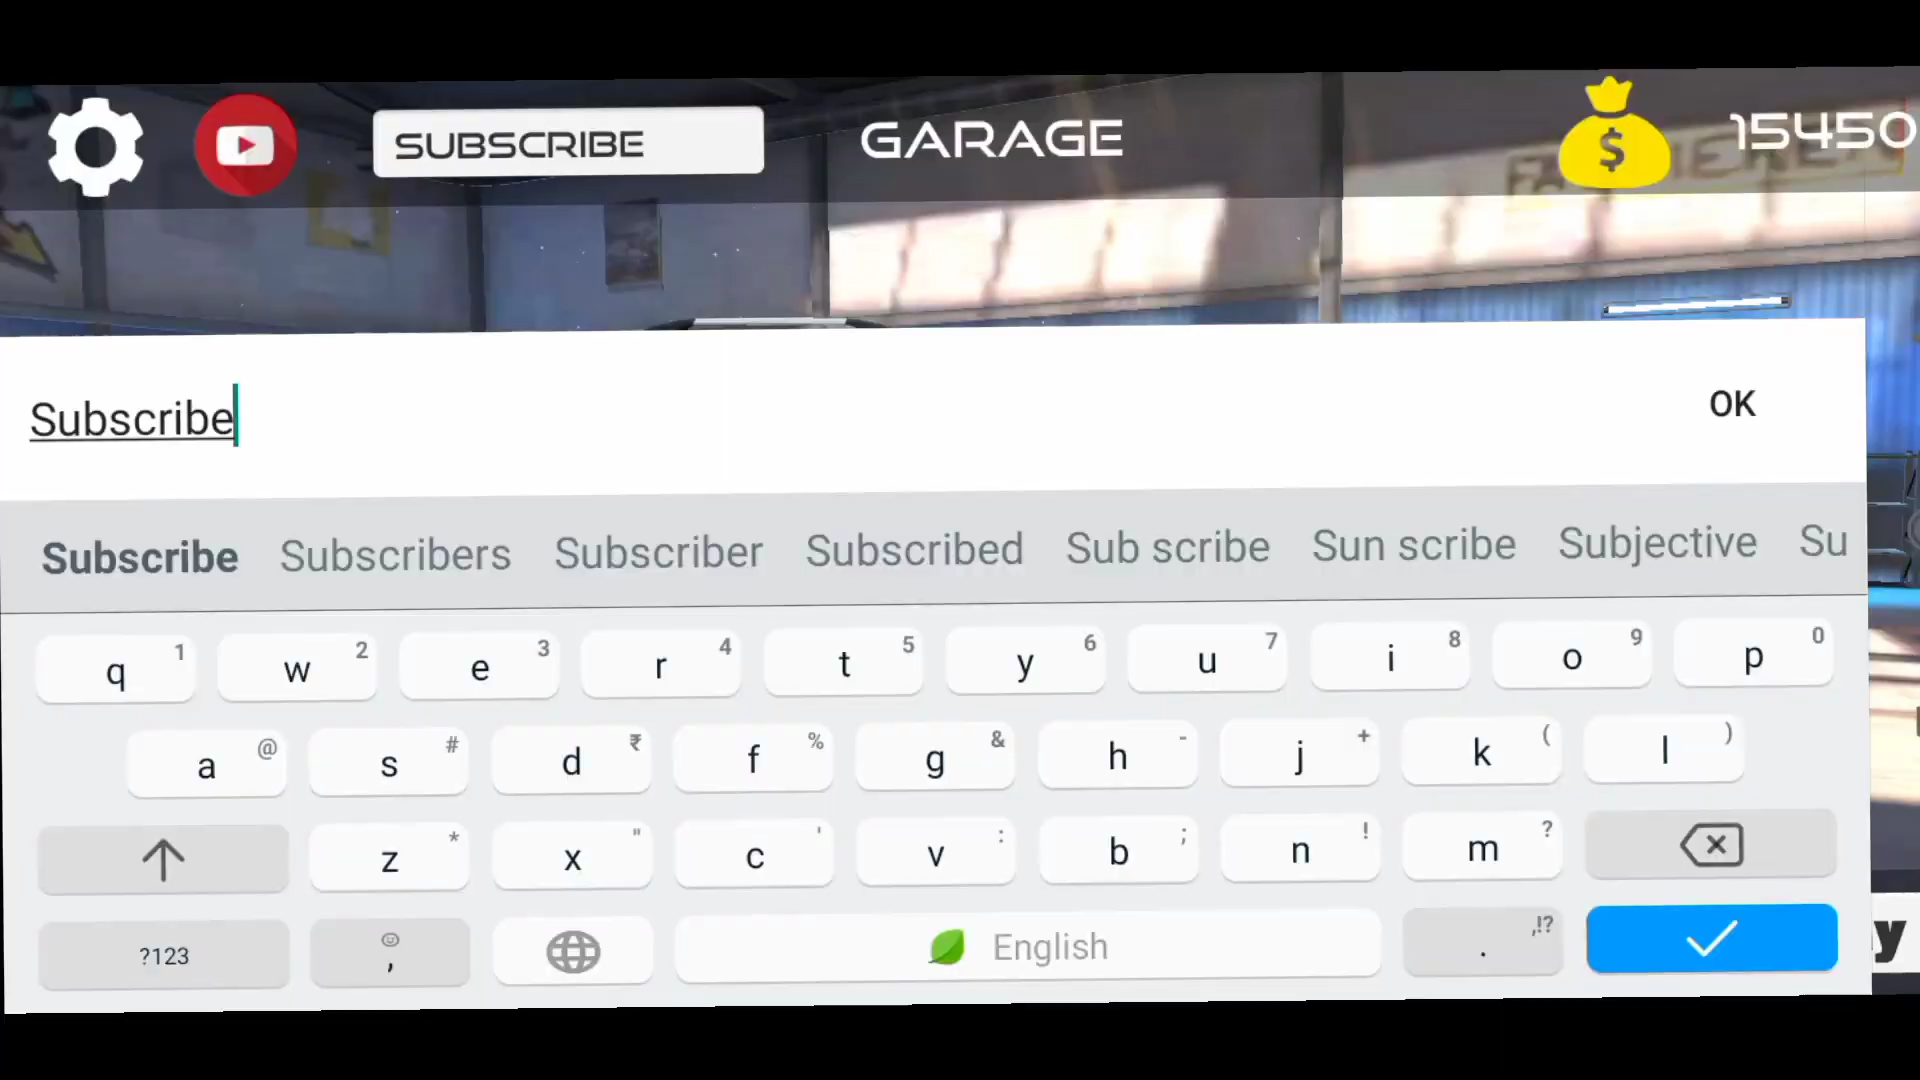 SUBSCRIBE
GARAGE
15450
Subscribe
OK
Subscribe Subscribers Subscriber Subscribed Sub scribe Sun scribe Subjective Su
q 1 w 2 e 3 r 4 t 5 y 6 u 7 i 8 o 9 p 0
a @ s # d ₹ f % g & h - j + k ( l )
z * x " c ' v : b ; n ! m ?
?123 , English . ,!?